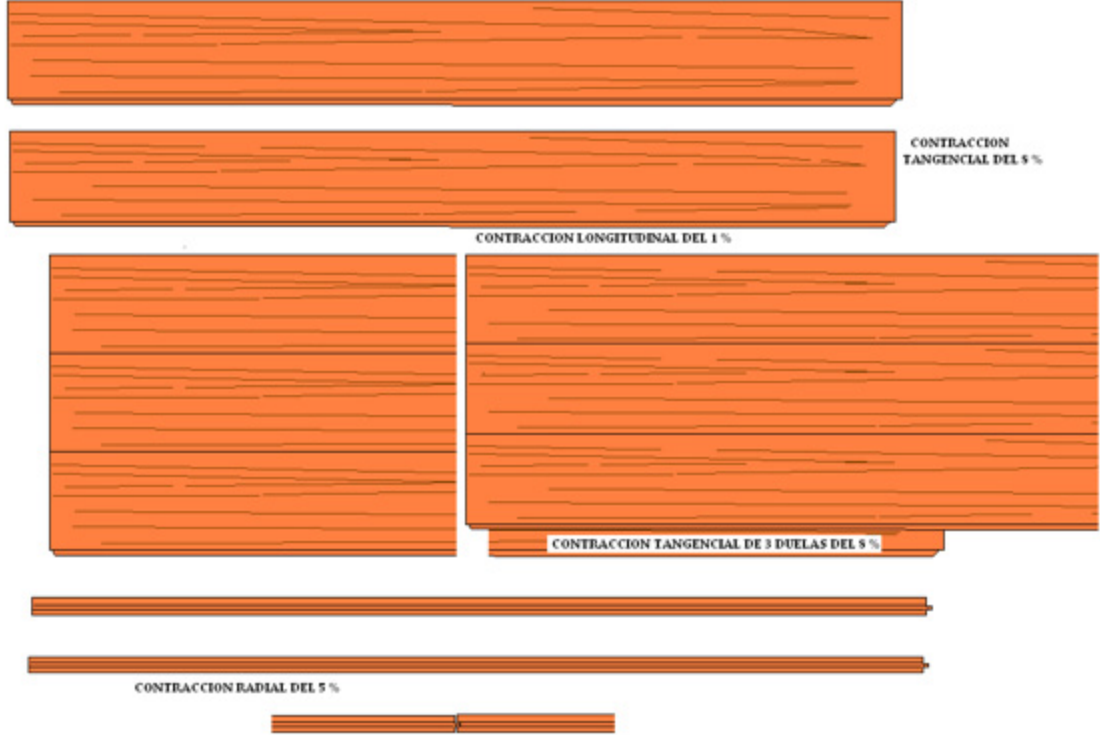 CONTRACCION
TANGENCIAL DEL 8 %
CONTRACCION LONGITUDINAL DEL 1 %
CONTRACCION TANGENCIAL DE 3 DUELAS DEL 8 %
CONTRACCION RADIAL DEL 5 %